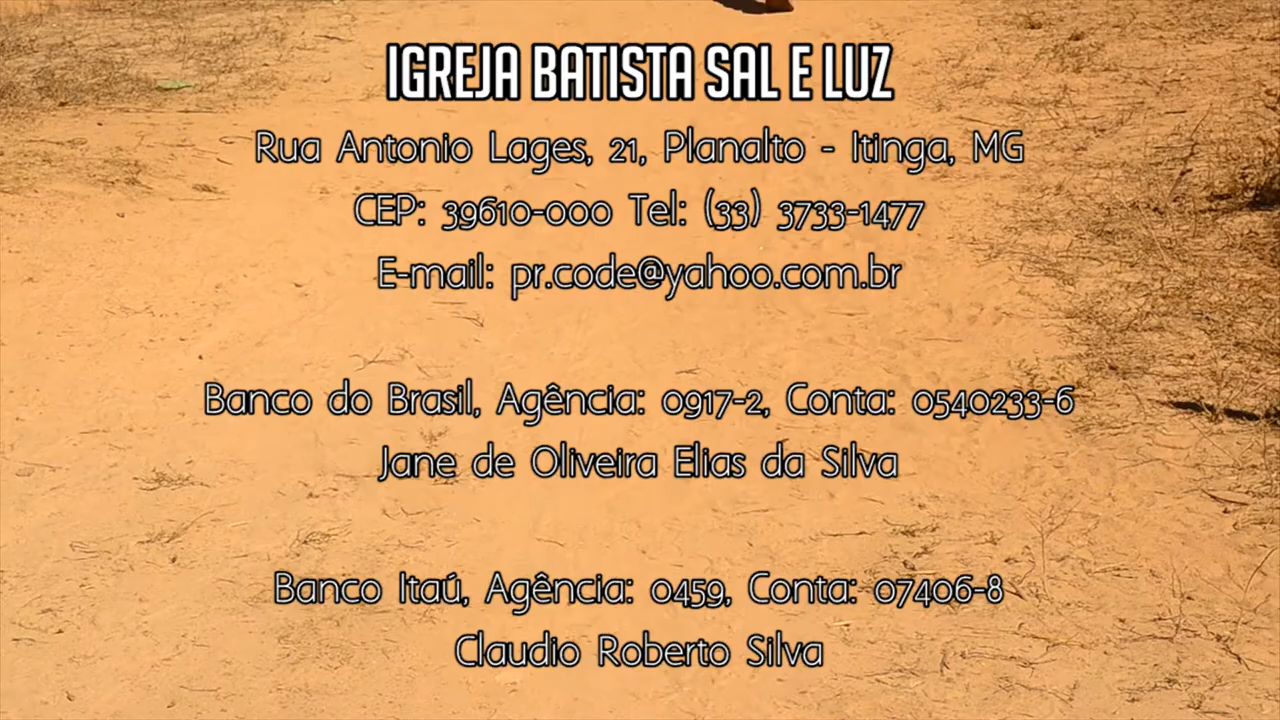 IGREJA BATISTA SAL E LUZ
Rua Antonio Lages, 21, Planalto - Itinga, MG
CEP: 39610-000 Tel: (33) 3733-1477
E-mail: pr.code@yahoo.com.br
Banco do Brasil, Agência: 0917-2, Conta: 0540233-6
Jane de Oliveira Elias da Silva
Banco Itaú, Agência: 0459, Conta: 07406-8
Claudio Roberto Silva